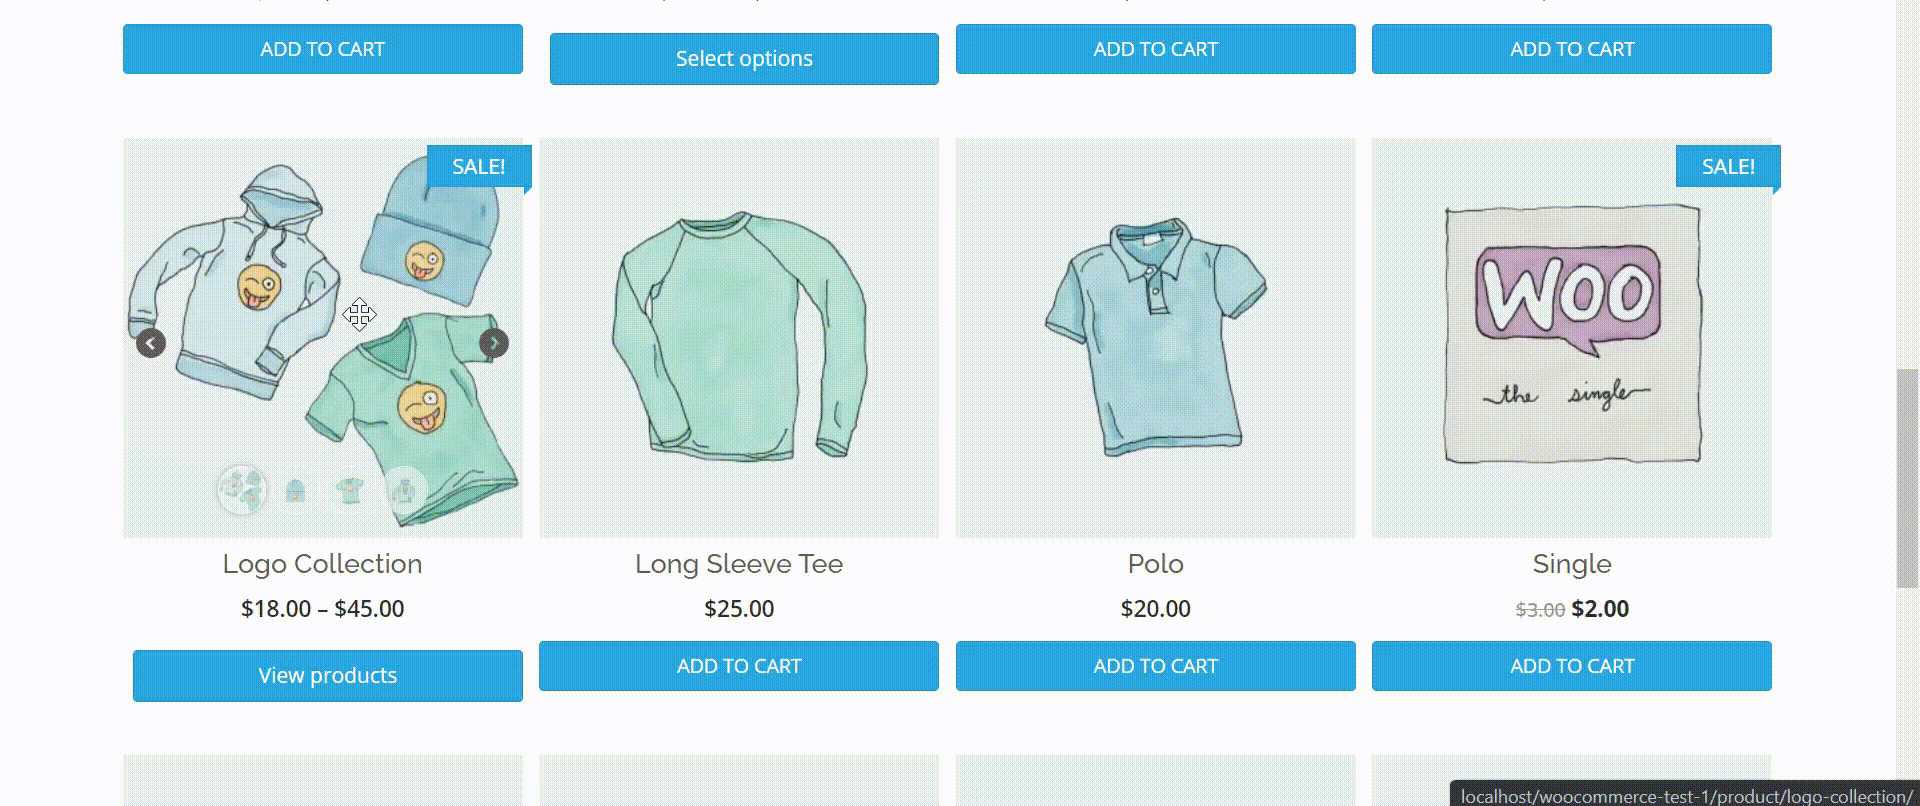 ADD TO CART
Select options
ADD TO CART
ADD TO CART
SALE!
SALE!
WOO
the single
Logo Collection
Long Sleeve Tee
Polo
Single
$18.00 – $45.00
$25.00
$20.00
$3.00 $2.00
View products
ADD TO CART
ADD TO CART
ADD TO CART
localhost/woocommerce-test-1/product/logo-collection/